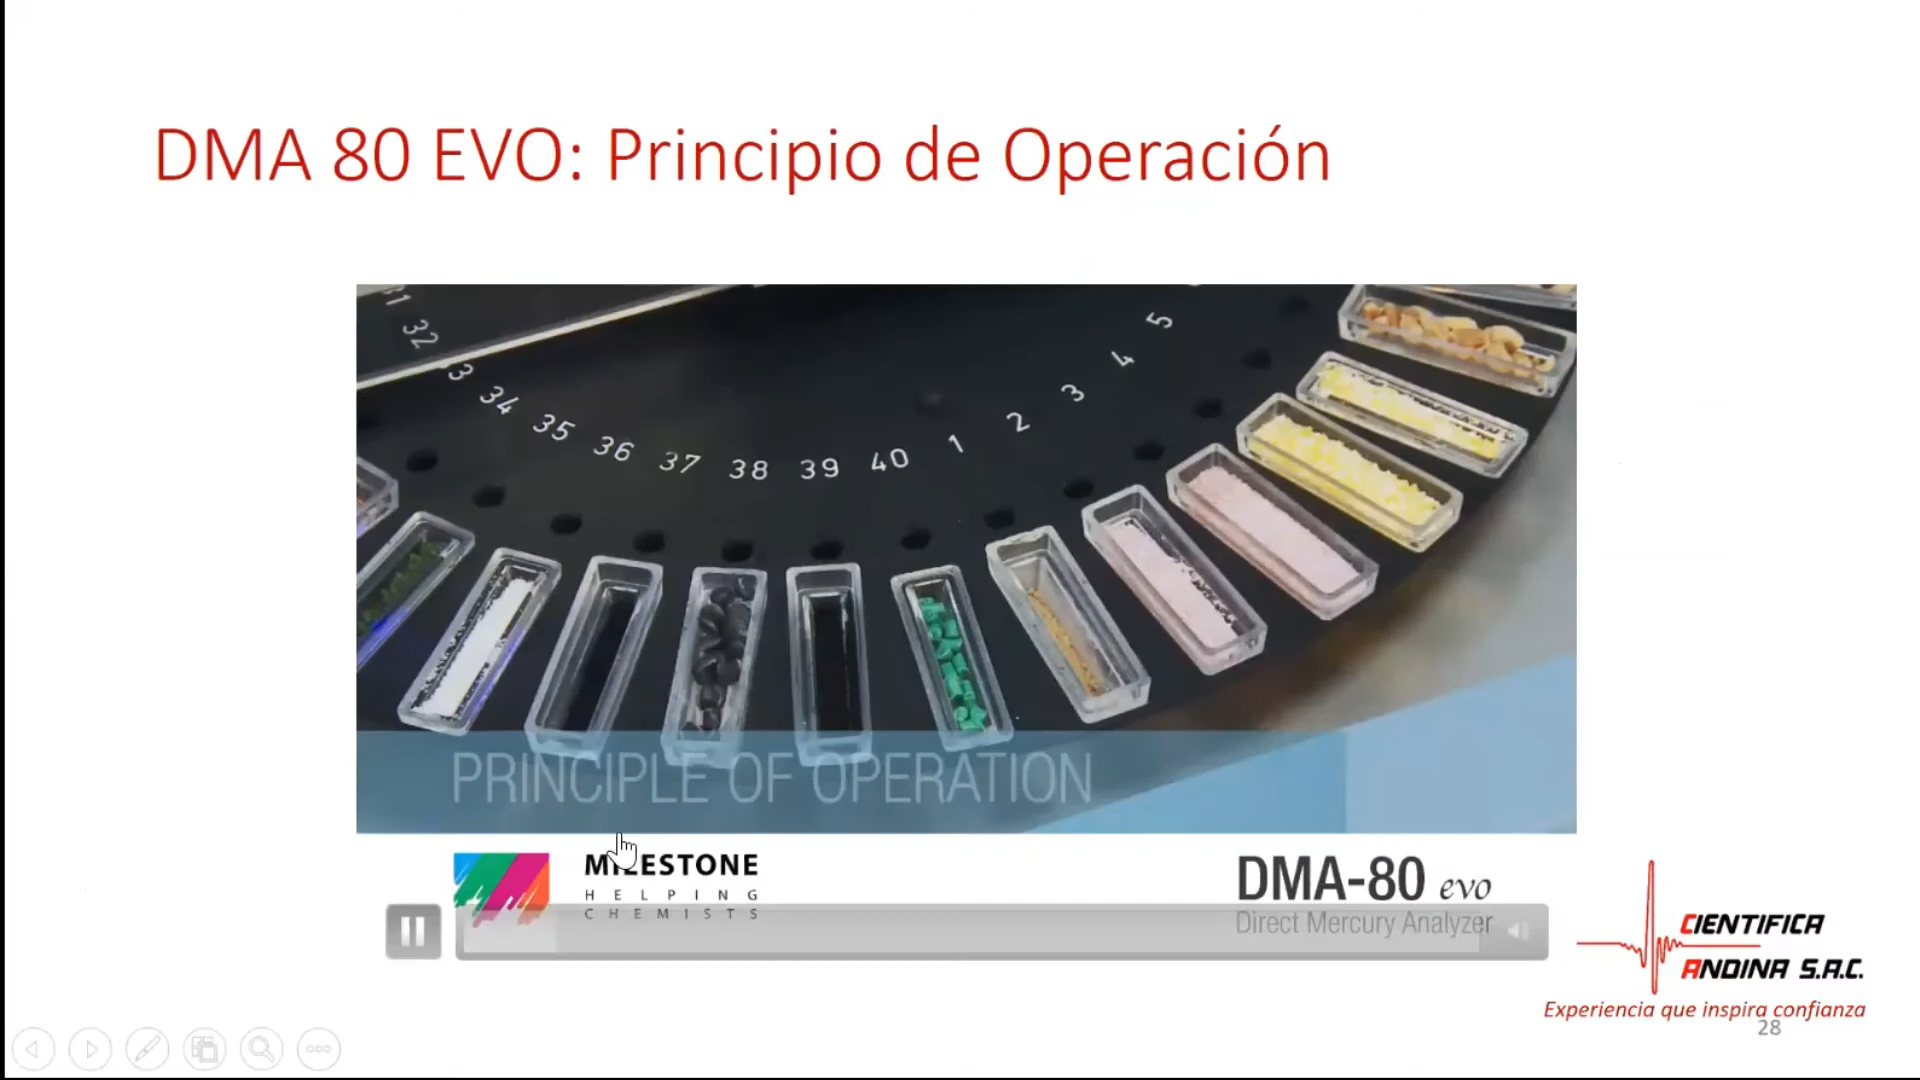 DMA 80 EVO: Principio de Operación
31
32
3
34
35
36
37
38
39
40
1
2
3
4
5
PRINCIPLE OF OPERATION
MILESTONE
HELPING
CHEMISTS
DMA-80 evo
Direct Mercury Analyzer
CIENTIFICA
ANDINA S.A.C.
Experiencia que inspira confianza
28